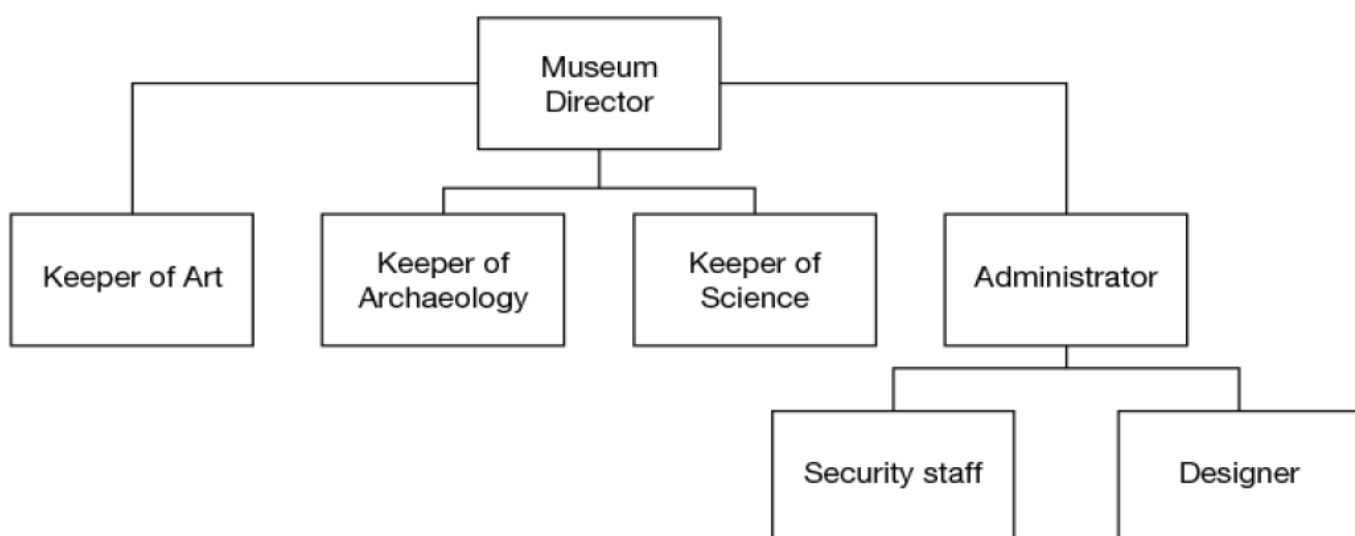 Museum
Director
Keeper of Art
Keeper of
Archaeology
Keeper of
Science
Administrator
Security staff
Designer